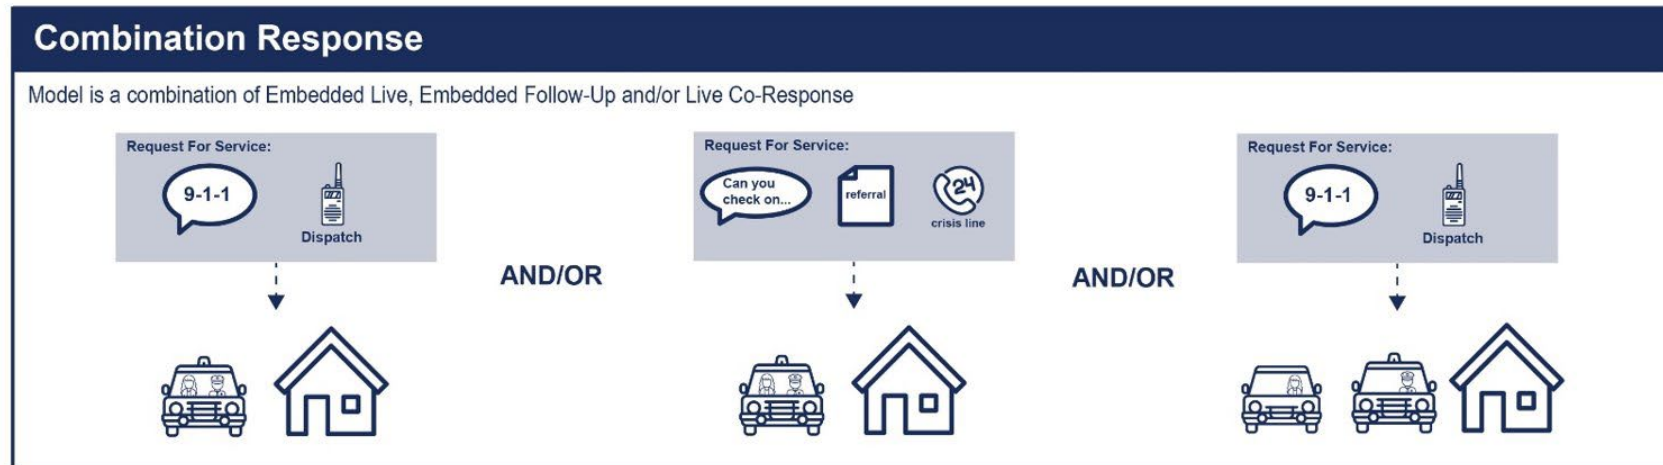 Combination Response
Model is a combination of Embedded Live, Embedded Follow-Up and/or Live Co-Response
Request For Service:
9-1-1
Dispatch
AND/OR
Request For Service:
Can you
check on...
referral
24
crisis line
AND/OR
Request For Service:
9-1-1
Dispatch